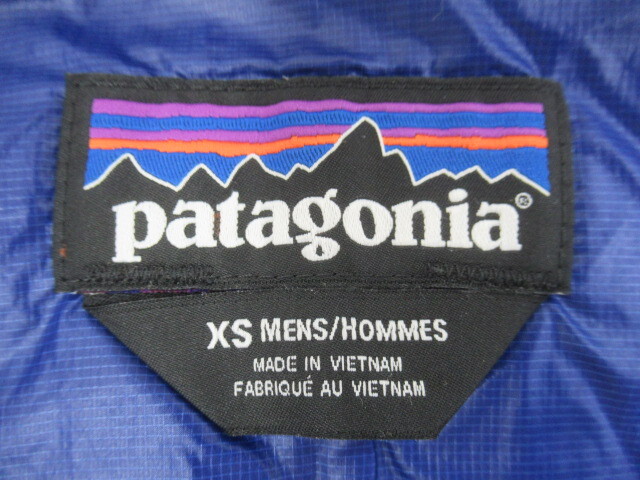 patagonia®
XS MENS/HOMMES
MADE IN VIETNAM
FABRIQUÉ AU VIETNAM